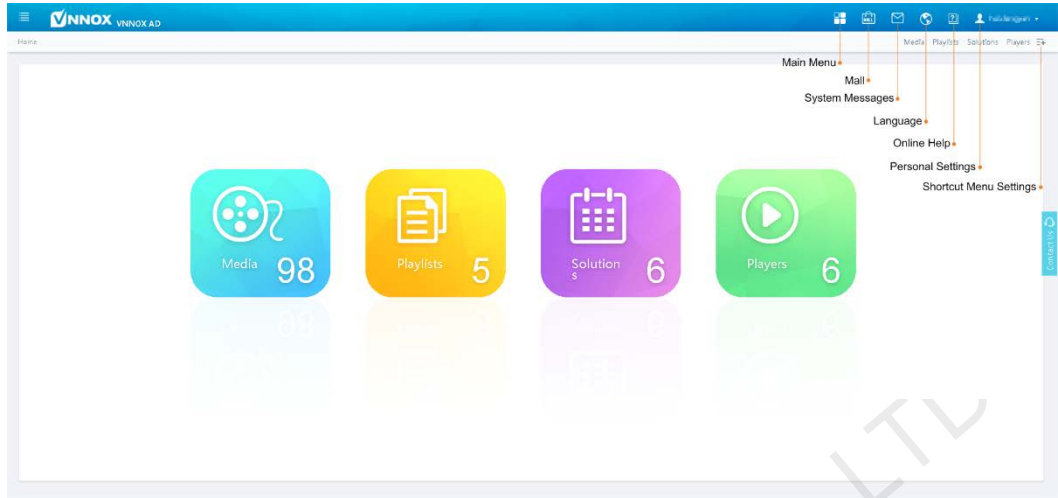 VNNOX VNNOX AD
Home
Media Playlists Solutions Players
Main Menu
Mall
System Messages
Language
Online Help
Personal Settings
Shortcut Menu Settings
Media 98
Playlists 5
Solution
s 6
Players 6
Contact Us
LTD